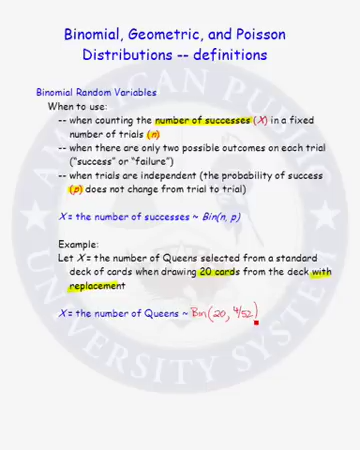 Binomial, Geometric, and Poisson
Distributions -- definitions
Binomial Random Variables
When to use:
-- when counting the number of successes (X) in a fixed
number of trials (n)
-- when there are only two possible outcomes on each trial
("success" or "failure")
-- when trials are independent (the probability of success
(p) does not change from trial to trial)
X = the number of successes ~ Bin(n, p)
Example:
Let X = the number of Queens selected from a standard
deck of cards when drawing 20 cards from the deck with
replacement
X = the number of Queens ~ Bin(20, 4/52)
AMERICAN PUBLIC
UNIVERSITY SYSTEM